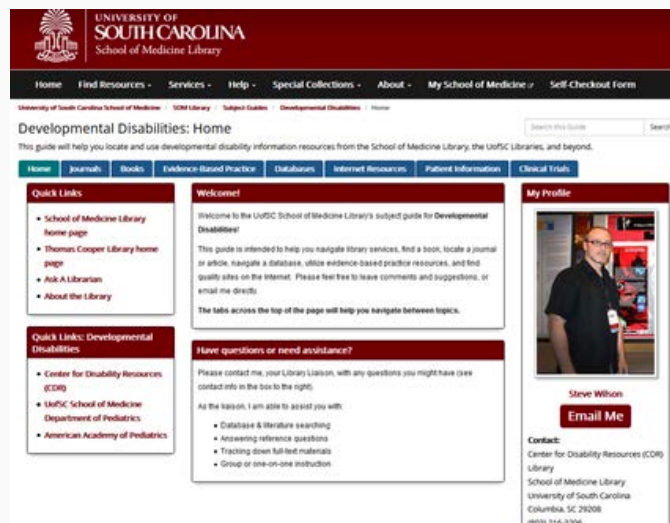 UNIVERSITY OF
SOUTH CAROLINA
School of Medicine Library
Home Find Resources Services Help Special Collections About My School of Medicine Self-Checkout Form
University of South Carolina School of Medicine / SOM Library / Subject Guides / Developmental Disabilities / Home
Developmental Disabilities: Home
Search this Guide Search
This guide will help you locate and use developmental disability information resources from the School of Medicine Library, the UofSC Libraries, and beyond.
Home Journals Books Evidence-Based Practice Databases Internet Resources Patient Information Clinical Trials
Quick Links
• School of Medicine Library
home page
• Thomas Cooper Library home
page
• Ask A Librarian
• About the Library
Quick Links: Developmental
Disabilities
• Center for Disability Resources
(CDR)
• UofSC School of Medicine
Department of Pediatrics
• American Academy of Pediatrics
Welcome!
Welcome to the UofSC School of Medicine Library's subject guide for Developmental
Disabilities!
This guide is intended to help you navigate library services, find a book, locate a journal
or article, navigate a database, utilize evidence-based practice resources, and find
quality sites on the Internet. Please feel free to leave comments and suggestions, or
email me directly.
The tabs across the top of the page will help you navigate between topics.
Have questions or need assistance?
Please contact me, your Library Liaison, with any questions you might have (see
contact info in the box to the right).
As the liaison, I am able to assist you with:
• Database & literature searching
• Answering reference questions
• Tracking down full-text materials
• Group or one-on-one instruction
My Profile
Steve Wilson
Email Me
Contact:
Center for Disability Resources (CDR)
Library
School of Medicine Library
University of South Carolina
Columbia, SC 29208
(803) 216-3206